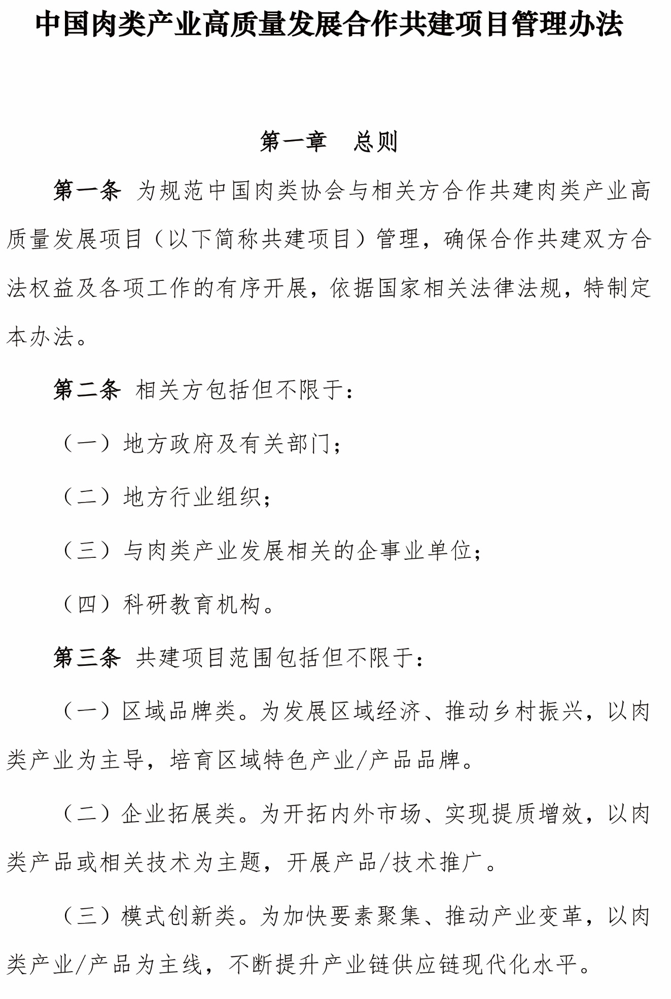 中国肉类产业高质量发展合作共建项目管理办法
第一章 总则
第一条 为规范中国肉类协会与相关方合作共建肉类产业高
质量发展项目（以下简称共建项目）管理，确保合作共建双方合
法权益及各项工作的有序开展，依据国家相关法律法规，特制定
本办法。
第二条 相关方包括但不限于：
（一）地方政府及有关部门；
（二）地方行业组织；
（三）与肉类产业发展相关的企事业单位；
（四）科研教育机构。
第三条 共建项目范围包括但不限于：
（一）区域品牌类。为发展区域经济、推动乡村振兴，以肉
类产业为主导，培育区域特色产业/产品品牌。
（二）企业拓展类。为开拓内外市场、实现提质增效，以肉
类产品或相关技术为主题，开展产品/技术推广。
（三）模式创新类。为加快要素聚集、推动产业变革，以肉
类产业/产品为主线，不断提升产业链供应链现代化水平。